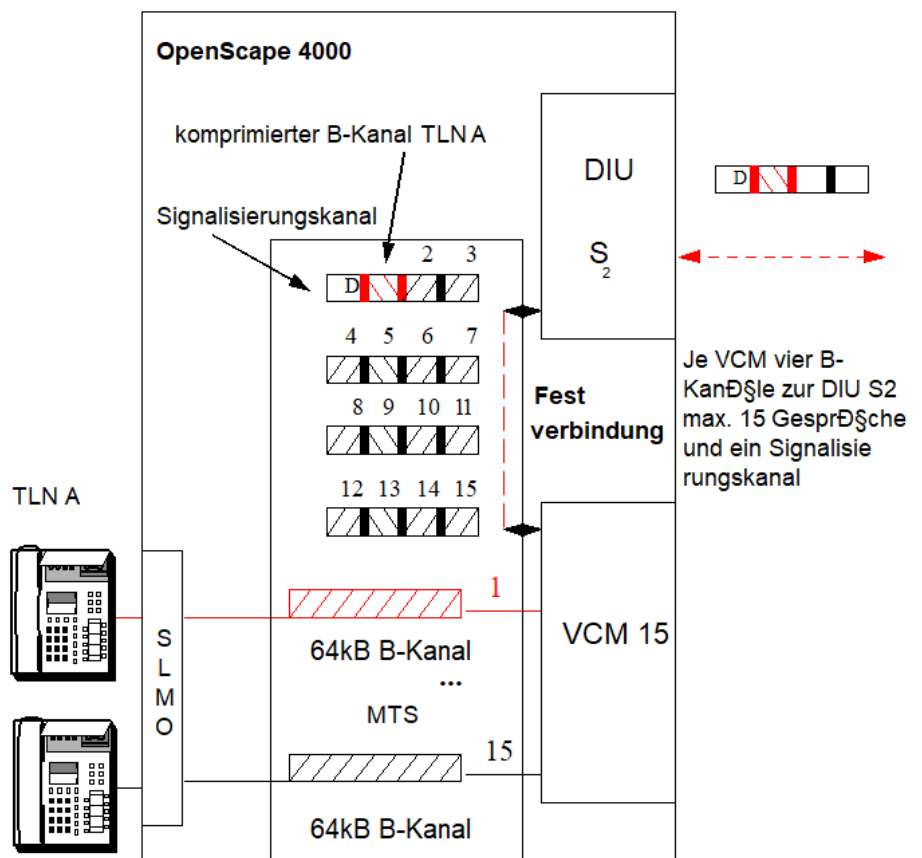 OpenScape 4000
komprimierter B-Kanal TLN A
Signalisierungskanal
2 3
D
4 5 6 7
8 9 10 11
12 13 14 15
TLN A
SLMO
1
64kB B-Kanal
...
MTS
15
64kB B-Kanal
DIU
S2
Fest
verbindung
VCM 15
D
Je VCM vier B-
KanÐ§le zur DIU S2
max. 15 GesprÐ§che
und ein Signalisie
rungskanal